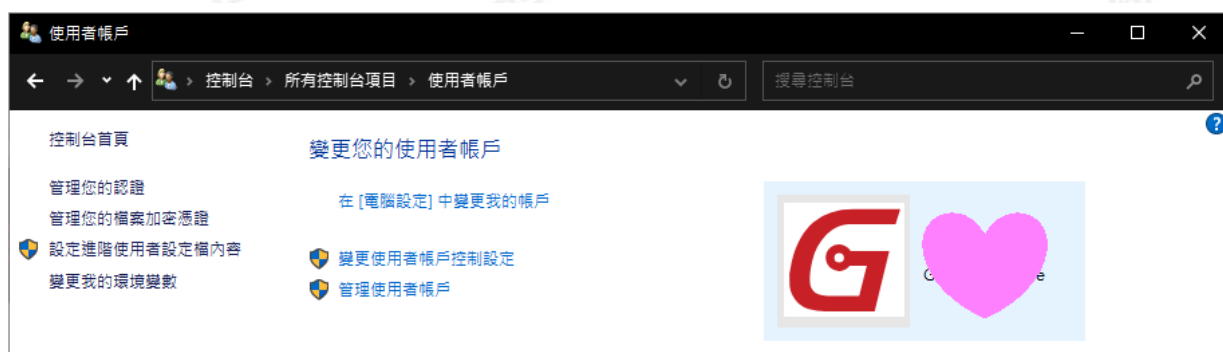 使用者帳戶
控制台 › 所有控制台項目 › 使用者帳戶
搜尋控制台
控制台首頁
管理您的認證
管理您的檔案加密憑證
設定進階使用者設定檔內容
變更我的環境變數
變更您的使用者帳戶
在 [電腦設定] 中變更我的帳戶
變更使用者帳戶控制設定
管理使用者帳戶